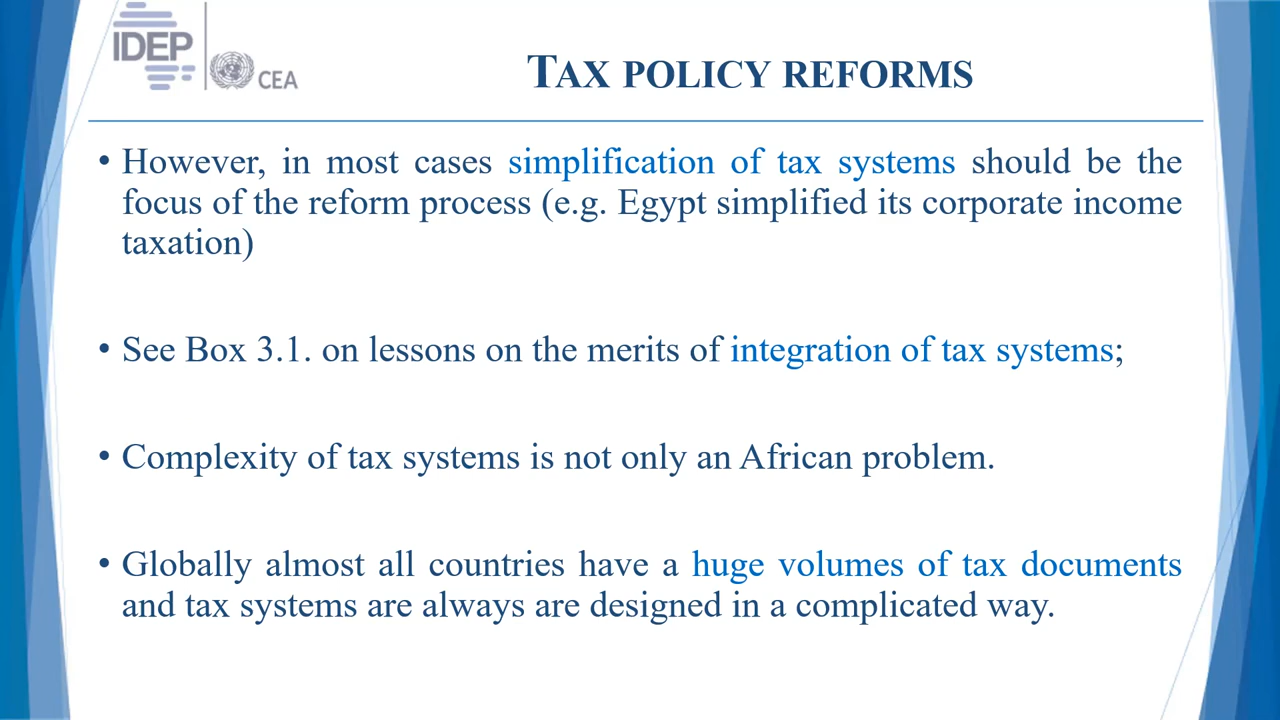 IDEP
CEA
TAX POLICY REFORMS
• However, in most cases simplification of tax systems should be the
focus of the reform process (e.g. Egypt simplified its corporate income
taxation)
• See Box 3.1. on lessons on the merits of integration of tax systems;
• Complexity of tax systems is not only an African problem.
• Globally almost all countries have a huge volumes of tax documents
and tax systems are always are designed in a complicated way.